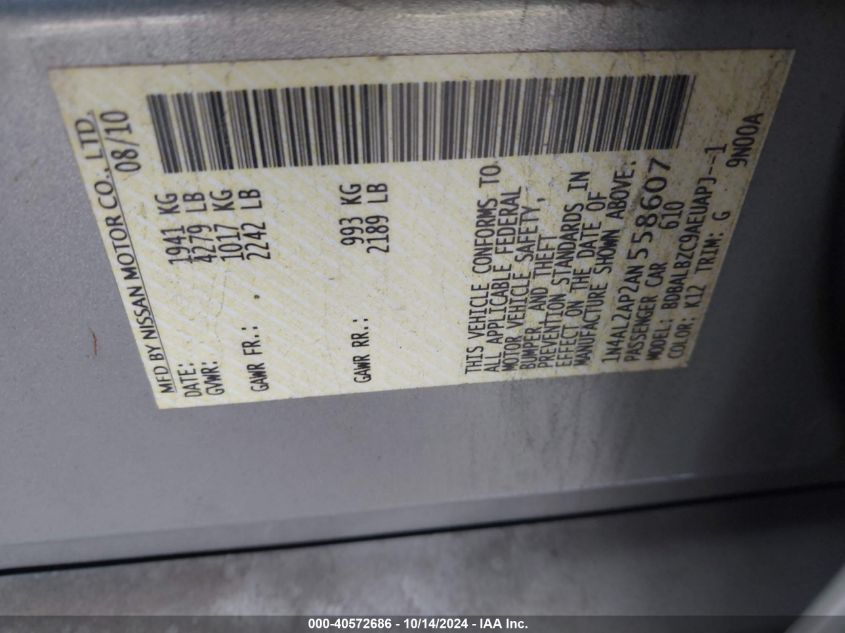 MFD BY NISSAN MOTOR CO., LTD.
DATE: 08/10
GVWR: 1941 KG
4279 LB
GAWR FR.: 1017 KG
2242 LB
GAWR RR.: 993 KG
2189 LB
THIS VEHICLE CONFORMS TO
ALL APPLICABLE FEDERAL
MOTOR VEHICLE SAFETY,
BUMPER, AND THEFT
PREVENTION STANDARDS IN
EFFECT ON THE DATE OF
MANUFACTURE SHOWN ABOVE.
1N4AL2AP2AN558607
PASSENGER CAR 610
MODEL: BDBALBZC9AEUAPJ--1
COLOR: K12 TRIM: G 9N00A
000-40572686 - 10/14/2024 - IAA Inc.